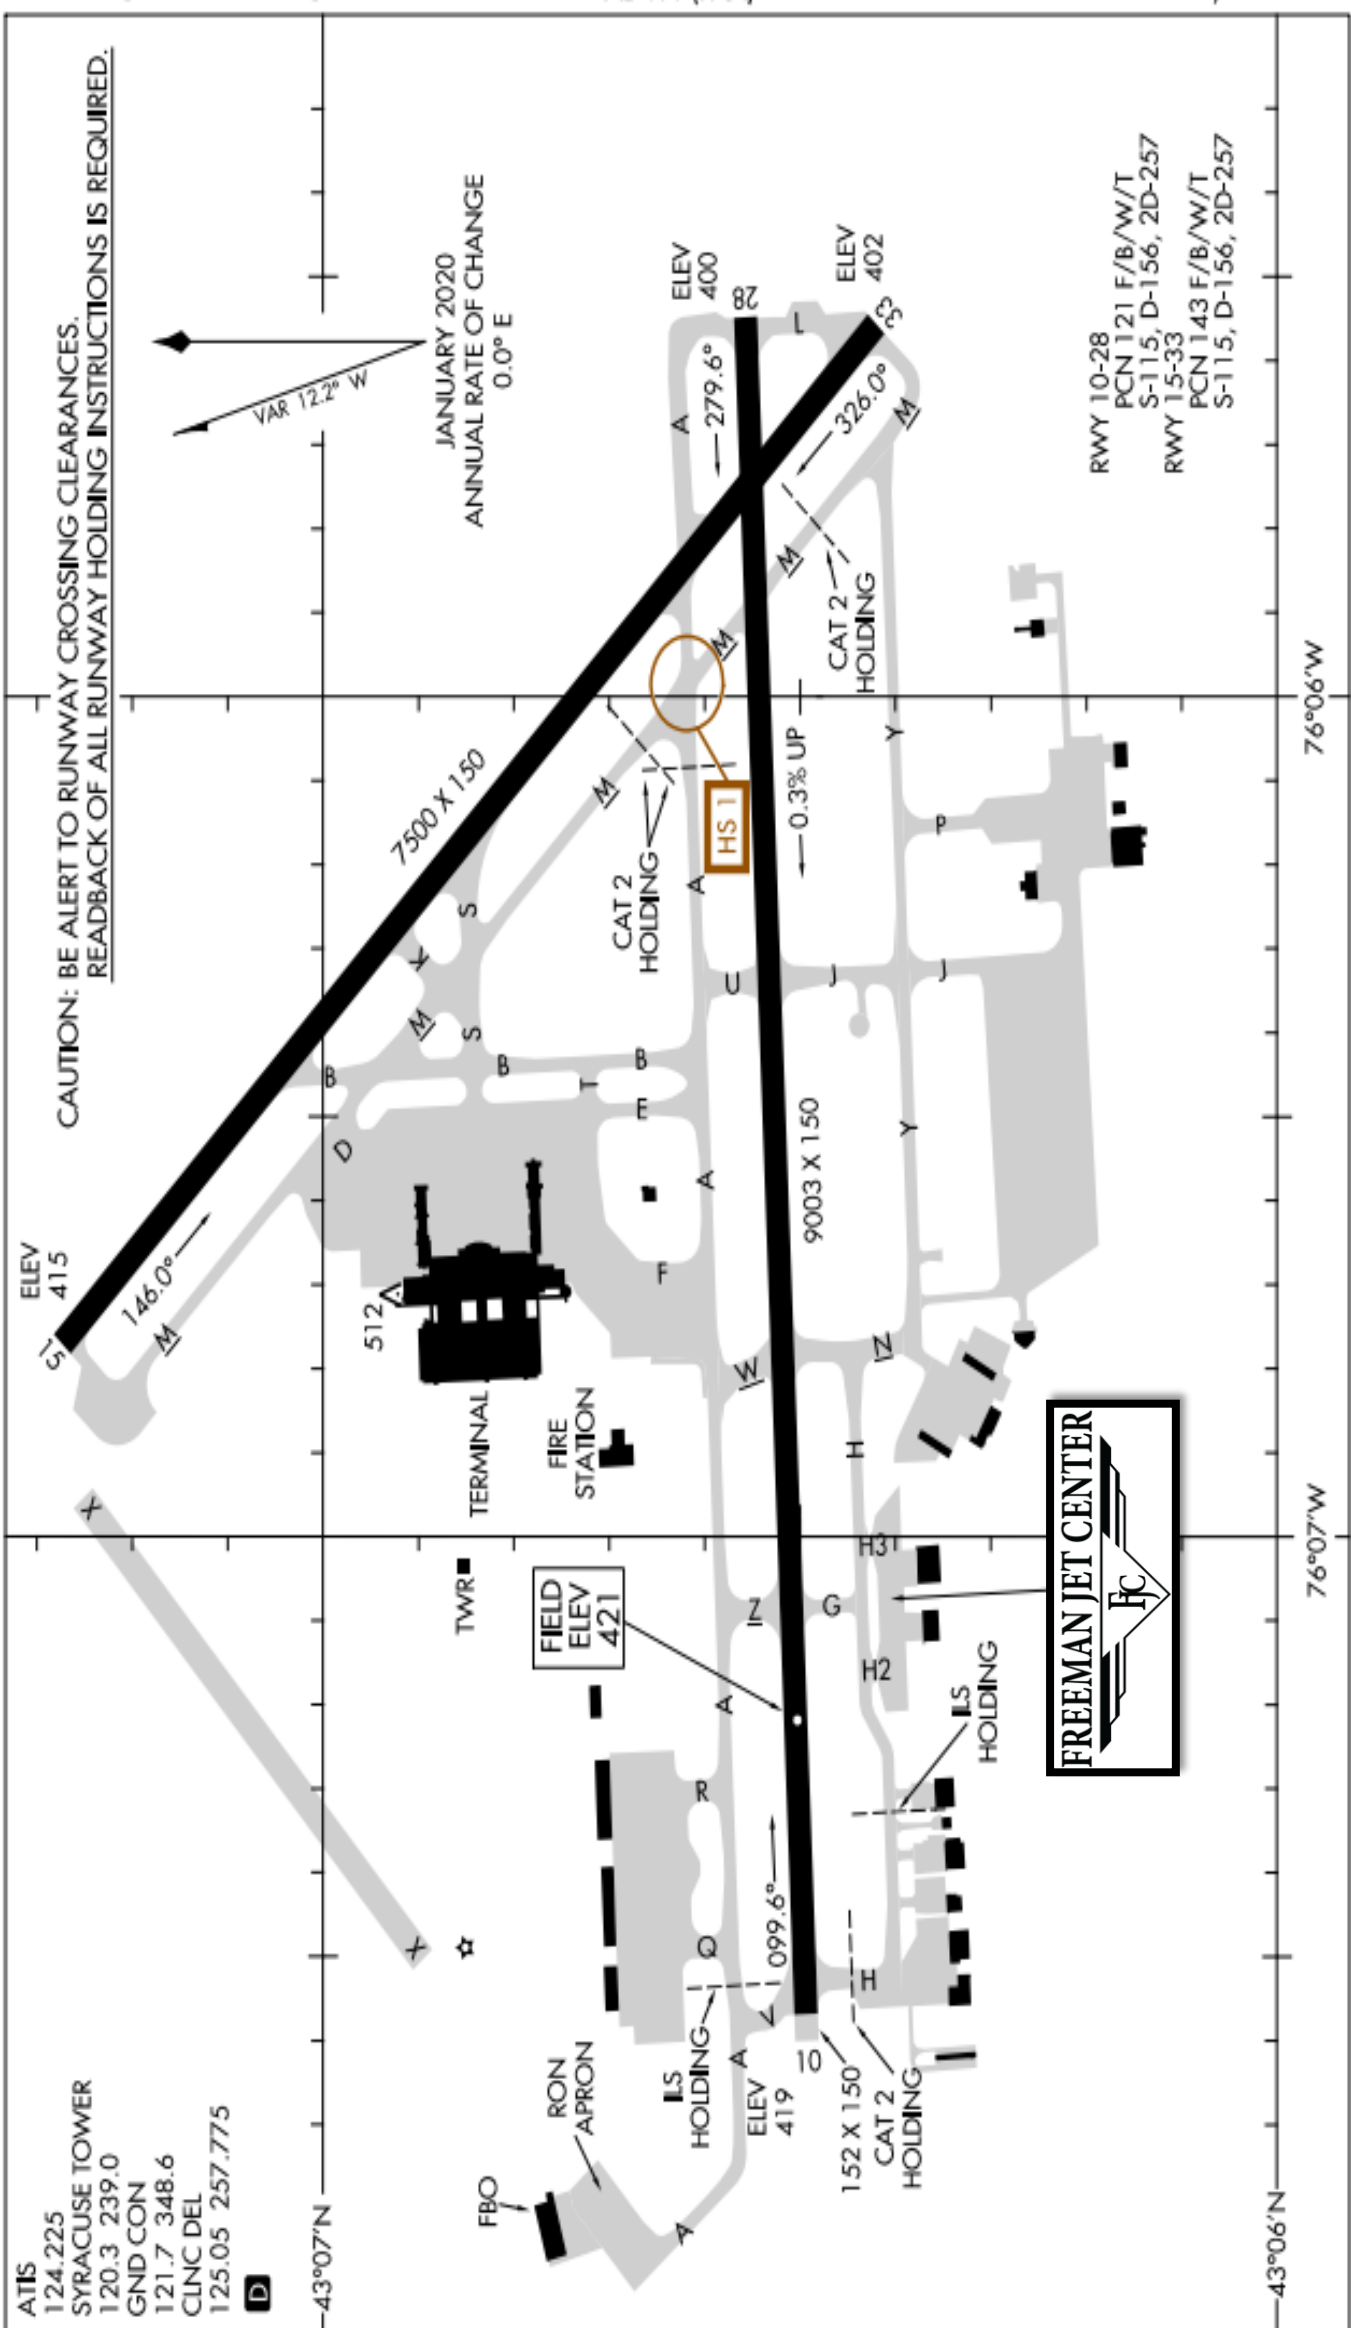 CAUTION: BE ALERT TO RUNWAY CROSSING CLEARANCES.
READBACK OF ALL RUNWAY HOLDING INSTRUCTIONS IS REQUIRED.
ATIS
124.225
SYRACUSE TOWER
120.3 239.0
GND CON
121.7 348.6
CLNC DEL
125.05 257.775
D
VAR 12.2° W
JANUARY 2020
ANNUAL RATE OF CHANGE
0.0° E
43°07'N
43°06'N
76°07'W
76°06'W
X
X
TWR
FIELD
ELEV
421
FBO
RON
APRON
ELEV
415
15
146.0°
M
7500 X 150
D
B
M
K
S
S
B
T
B
E
F
512
TERMINAL
FIRE
STATION
M
CAT 2
HOLDING
HS 1
M
M
A
279.6°
ELEV
400
28
L
ELEV
402
33
326.0°
M
CAT 2
HOLDING
0.3% UP
A
U
J
J
Y
P
A
9003 X 150
Y
W
N
H
H3
Z
G
H2
A
R
Q
099.6°
ILS
HOLDING
V
A
A
ELEV
419
10
152 X 150
CAT 2
HOLDING
H
ILS
HOLDING
FREEMAN JET CENTER
FJC
RWY 10-28
PCN 121 F/B/W/T
S-115, D-156, 2D-257
RWY 15-33
PCN 143 F/B/W/T
S-115, D-156, 2D-257